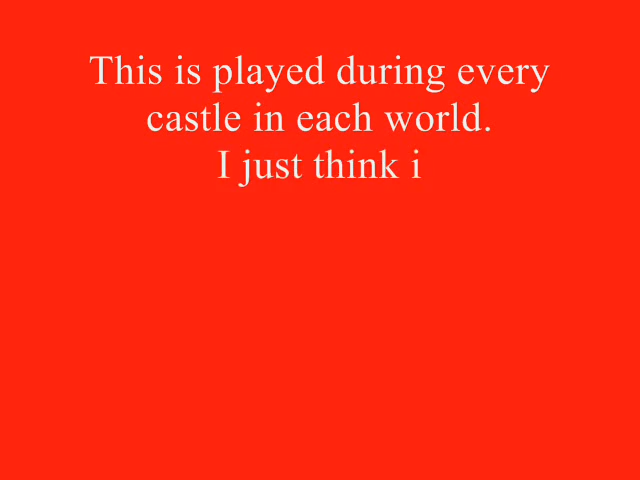 This is played during every
castle in each world.
I just think i